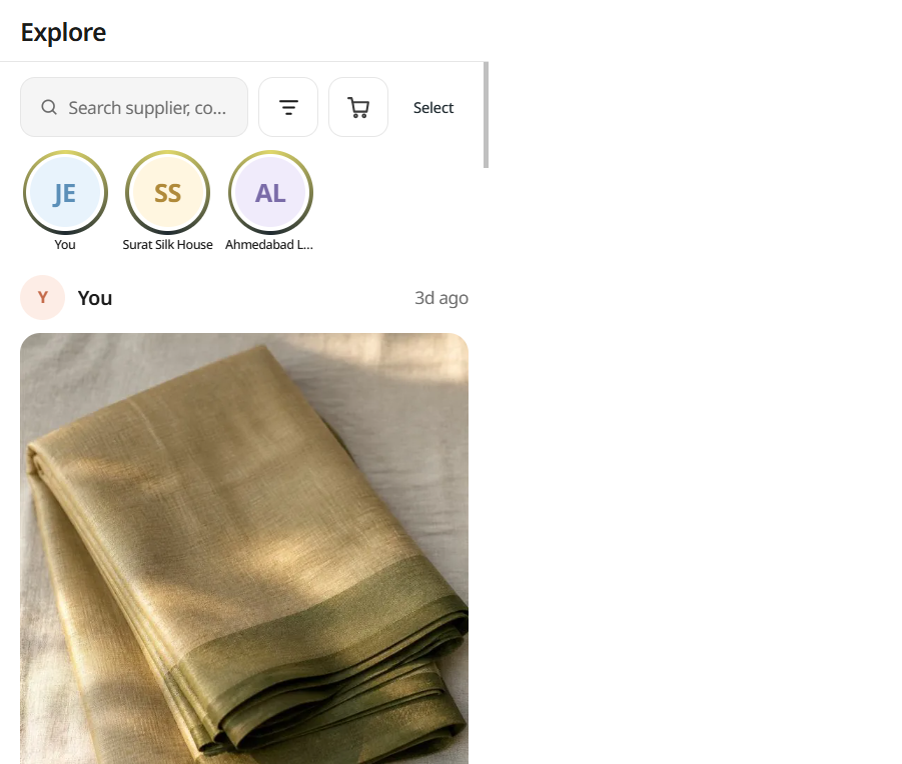 Explore
Search supplier, co...
Select
JE
SS
AL
You
Surat Silk House
Ahmedabad L...
Y
You
3d ago